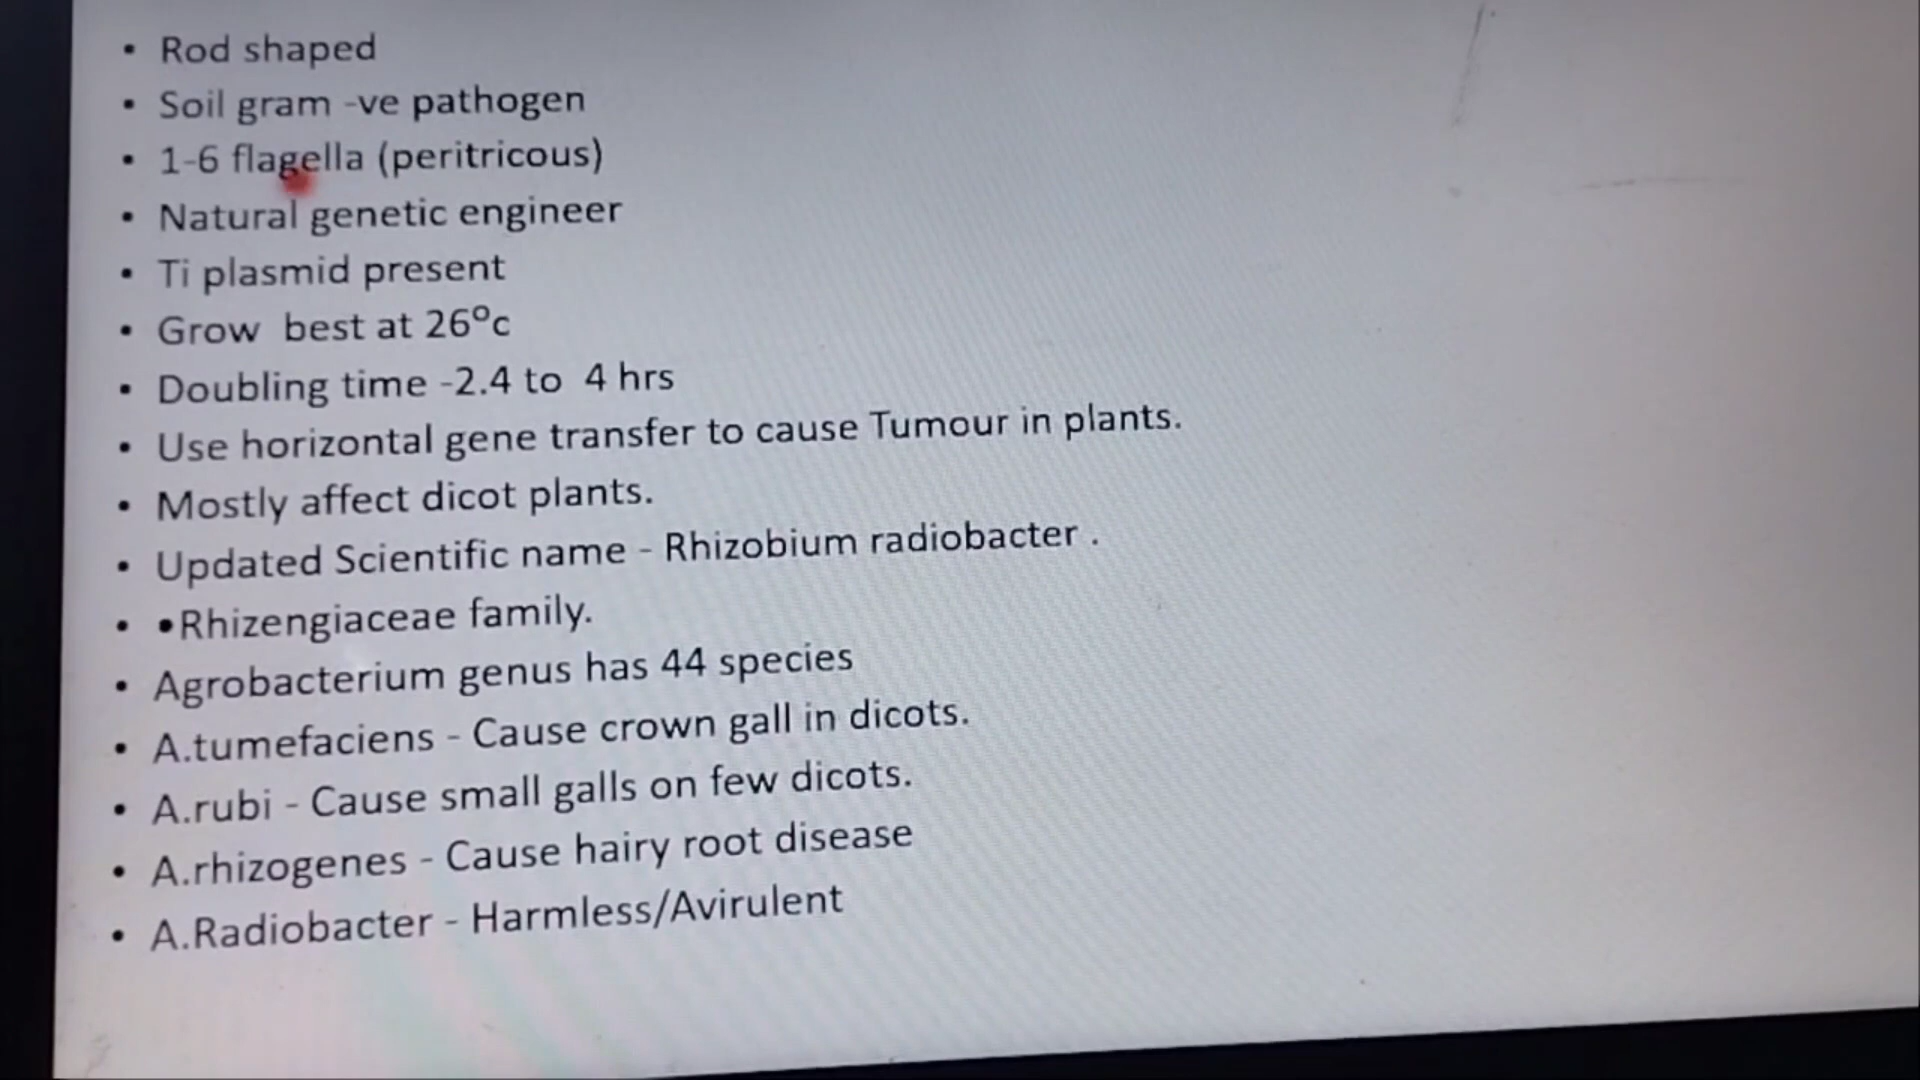 • Rod shaped
• Soil gram -ve pathogen
• 1-6 flagella (peritricous)
• Natural genetic engineer
• Ti plasmid present
• Grow best at 26°c
• Doubling time -2.4 to 4 hrs
• Use horizontal gene transfer to cause Tumour in plants.
• Mostly affect dicot plants.
• Updated Scientific name - Rhizobium radiobacter .
• •Rhizengiaceae family.
• Agrobacterium genus has 44 species
• A.tumefaciens - Cause crown gall in dicots.
• A.rubi - Cause small galls on few dicots.
• A.rhizogenes - Cause hairy root disease
• A.Radiobacter - Harmless/Avirulent